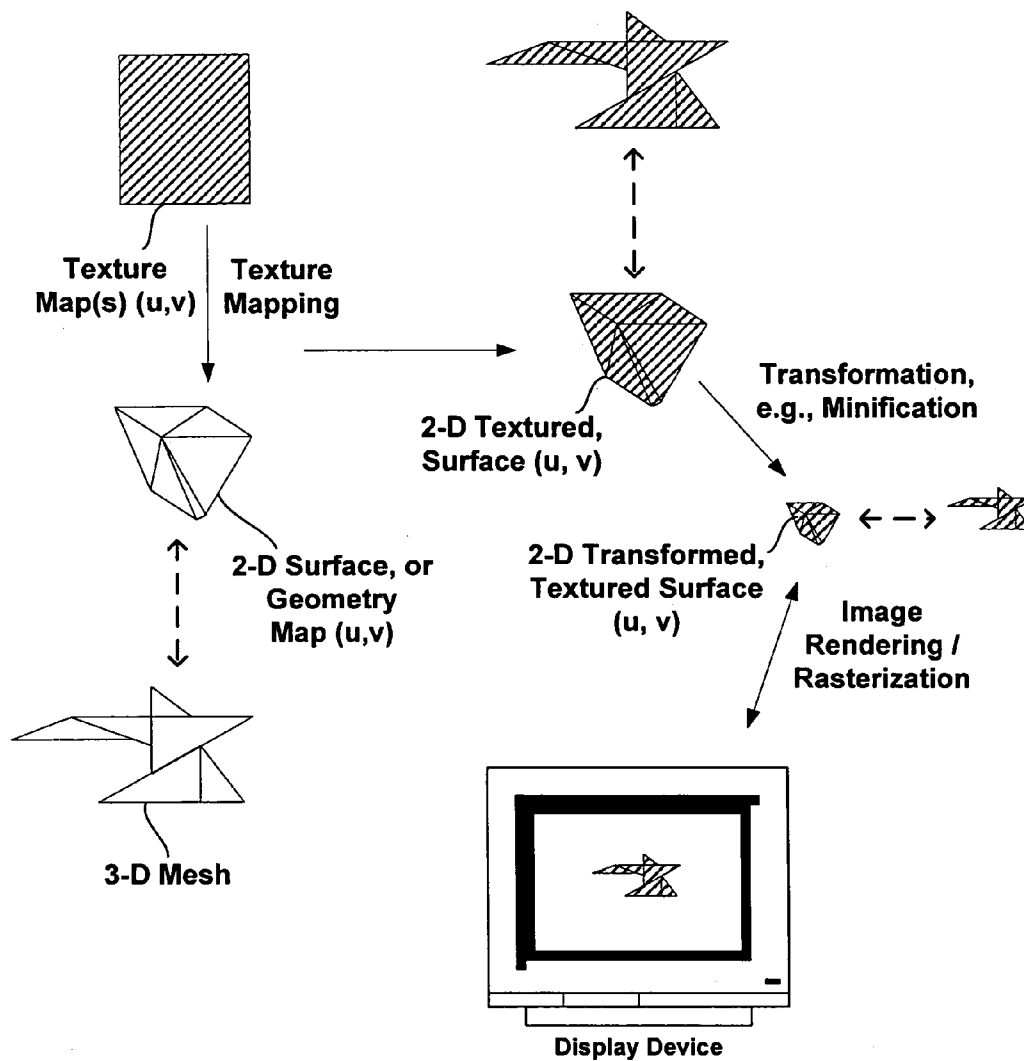 Texture
Map(s) (u,v)
Texture
Mapping
2-D Textured,
Surface (u, v)
Transformation,
e.g., Minification
2-D Surface, or
Geometry
Map (u,v)
2-D Transformed,
Textured Surface
(u, v)
Image
Rendering /
Rasterization
3-D Mesh
Display Device